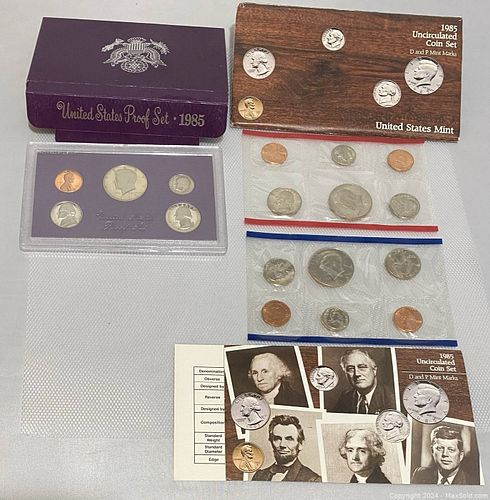 United States Proof Set · 1985
1985
Uncirculated
Coin Set
D and P Mint Marks
United States Mint
Denomination
Obverse
Designed by
Reverse
Designed by
Composition
Standard
Weight
Standard
Diameter
Edge
1985
Uncirculated
Coin Set
D and P Mint Marks
Copyright 2024 - MaxSold.com